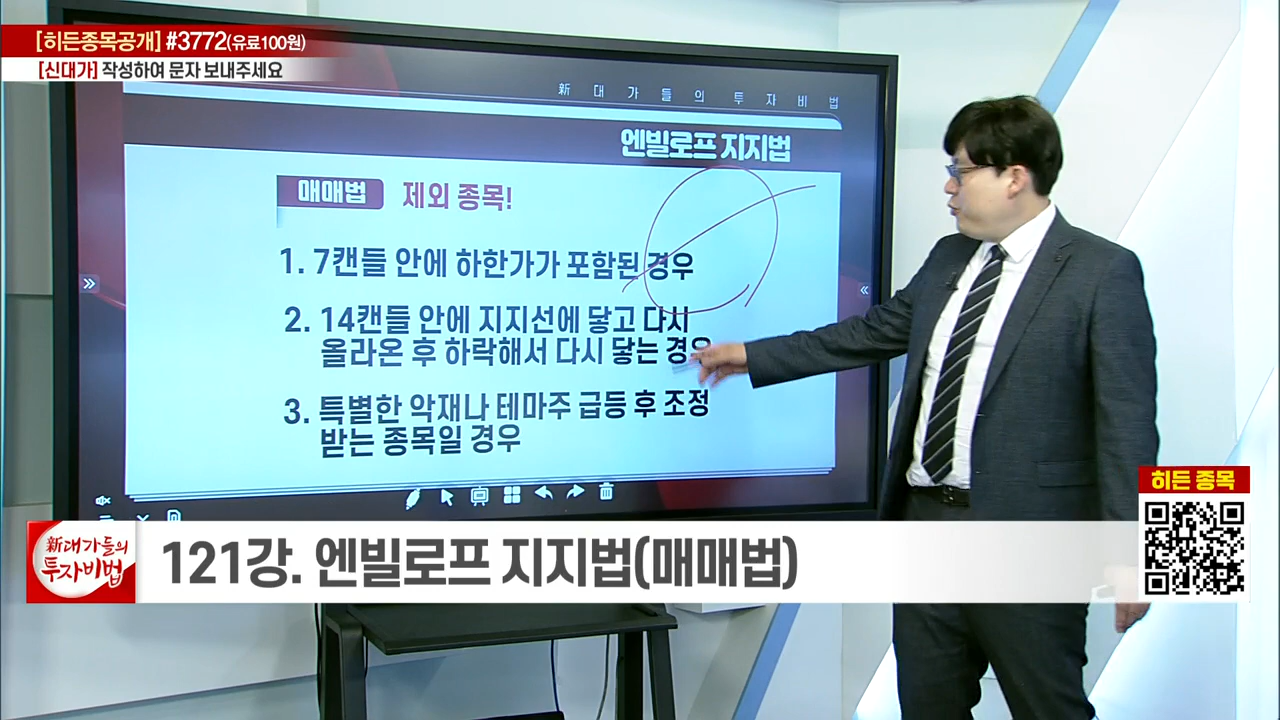 [히든종목공개] #3772(유료100원)
[신대가] 작성하여 문자 보내주세요
新 대 가 들 의 투 자 비 법
엔빌로프 지지법
매매법 제외 종목!
1. 7캔들 안에 하한가가 포함된 경우
2. 14캔들 안에 지지선에 닿고 다시
올라온 후 하락해서 다시 닿는 경우
3. 특별한 악재나 테마주 급등 후 조정
받는 종목일 경우
히든 종목
新대가들의
투자비법
121강. 엔빌로프 지지법(매매법)